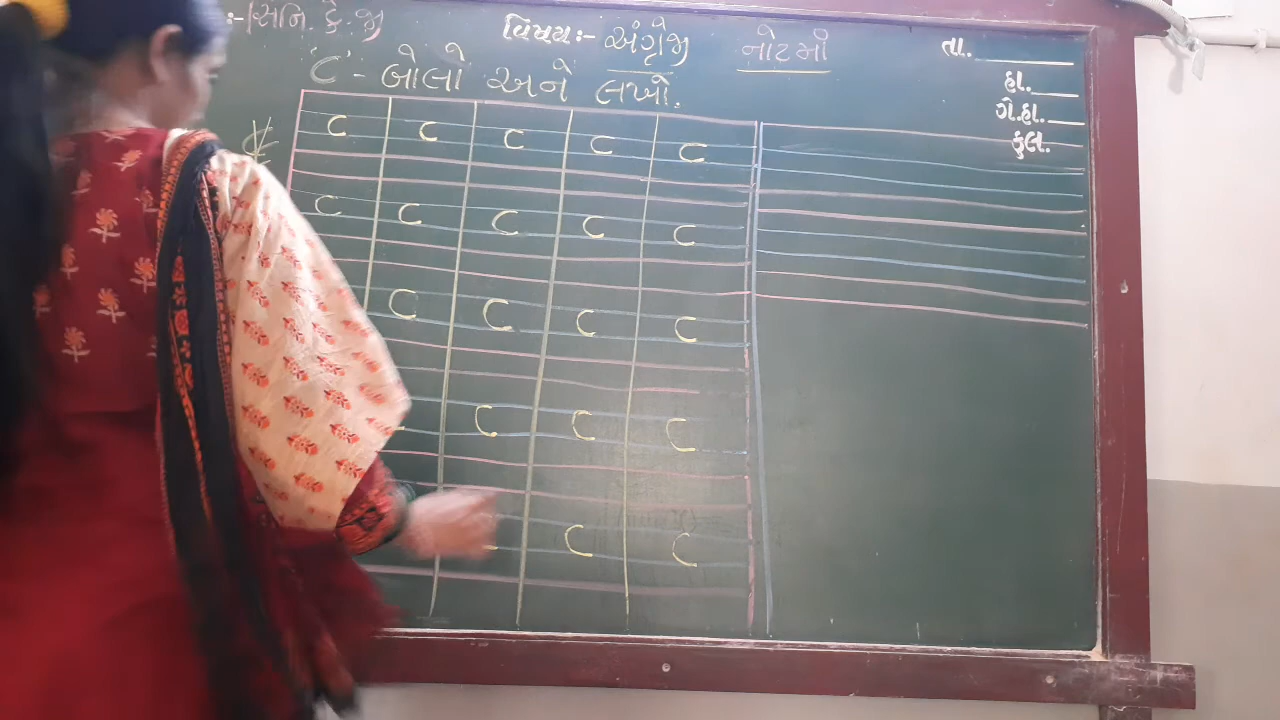 :- સિનિ. કે. જી વિષય:- અંગ્રેજી નોટમાં તા.
હા.
ગે.હા.
કુલ.
'C' - બોલો અને લખો.
C C C C C
C C C C C
C C C C
C C C
C C